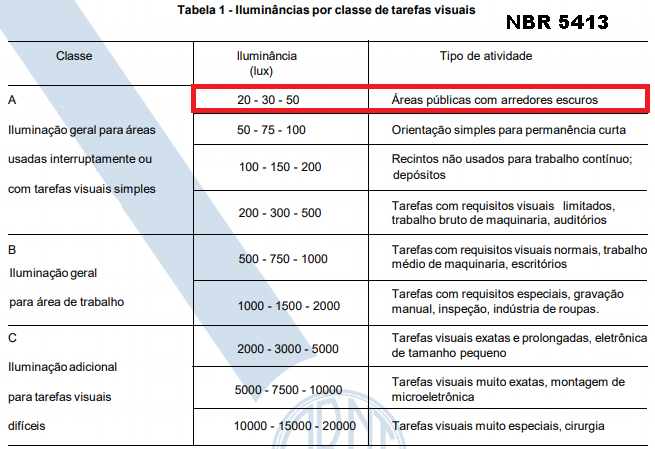 Tabela 1 - Iluminâncias por classe de tarefas visuais
NBR 5413
Classe
Iluminância
(lux)
Tipo de atividade
A
Iluminação geral para áreas
usadas interruptamente ou
com tarefas visuais simples
20 - 30 - 50
Áreas públicas com arredores escuros
50 - 75 - 100
Orientação simples para permanência curta
100 - 150 - 200
Recintos não usados para trabalho contínuo;
depósitos
200 - 300 - 500
Tarefas com requisitos visuais limitados,
trabalho bruto de maquinaria, auditórios
B
Iluminação geral
para área de trabalho
500 - 750 - 1000
Tarefas com requisitos visuais normais, trabalho
médio de maquinaria, escritórios
1000 - 1500 - 2000
Tarefas com requisitos especiais, gravação
manual, inspeção, indústria de roupas.
C
Iluminação adicional
para tarefas visuais
difíceis
2000 - 3000 - 5000
Tarefas visuais exatas e prolongadas, eletrônica
de tamanho pequeno
5000 - 7500 - 10000
Tarefas visuais muito exatas, montagem de
microeletrônica
10000 - 15000 - 20000
Tarefas visuais muito especiais, cirurgia
ABNT